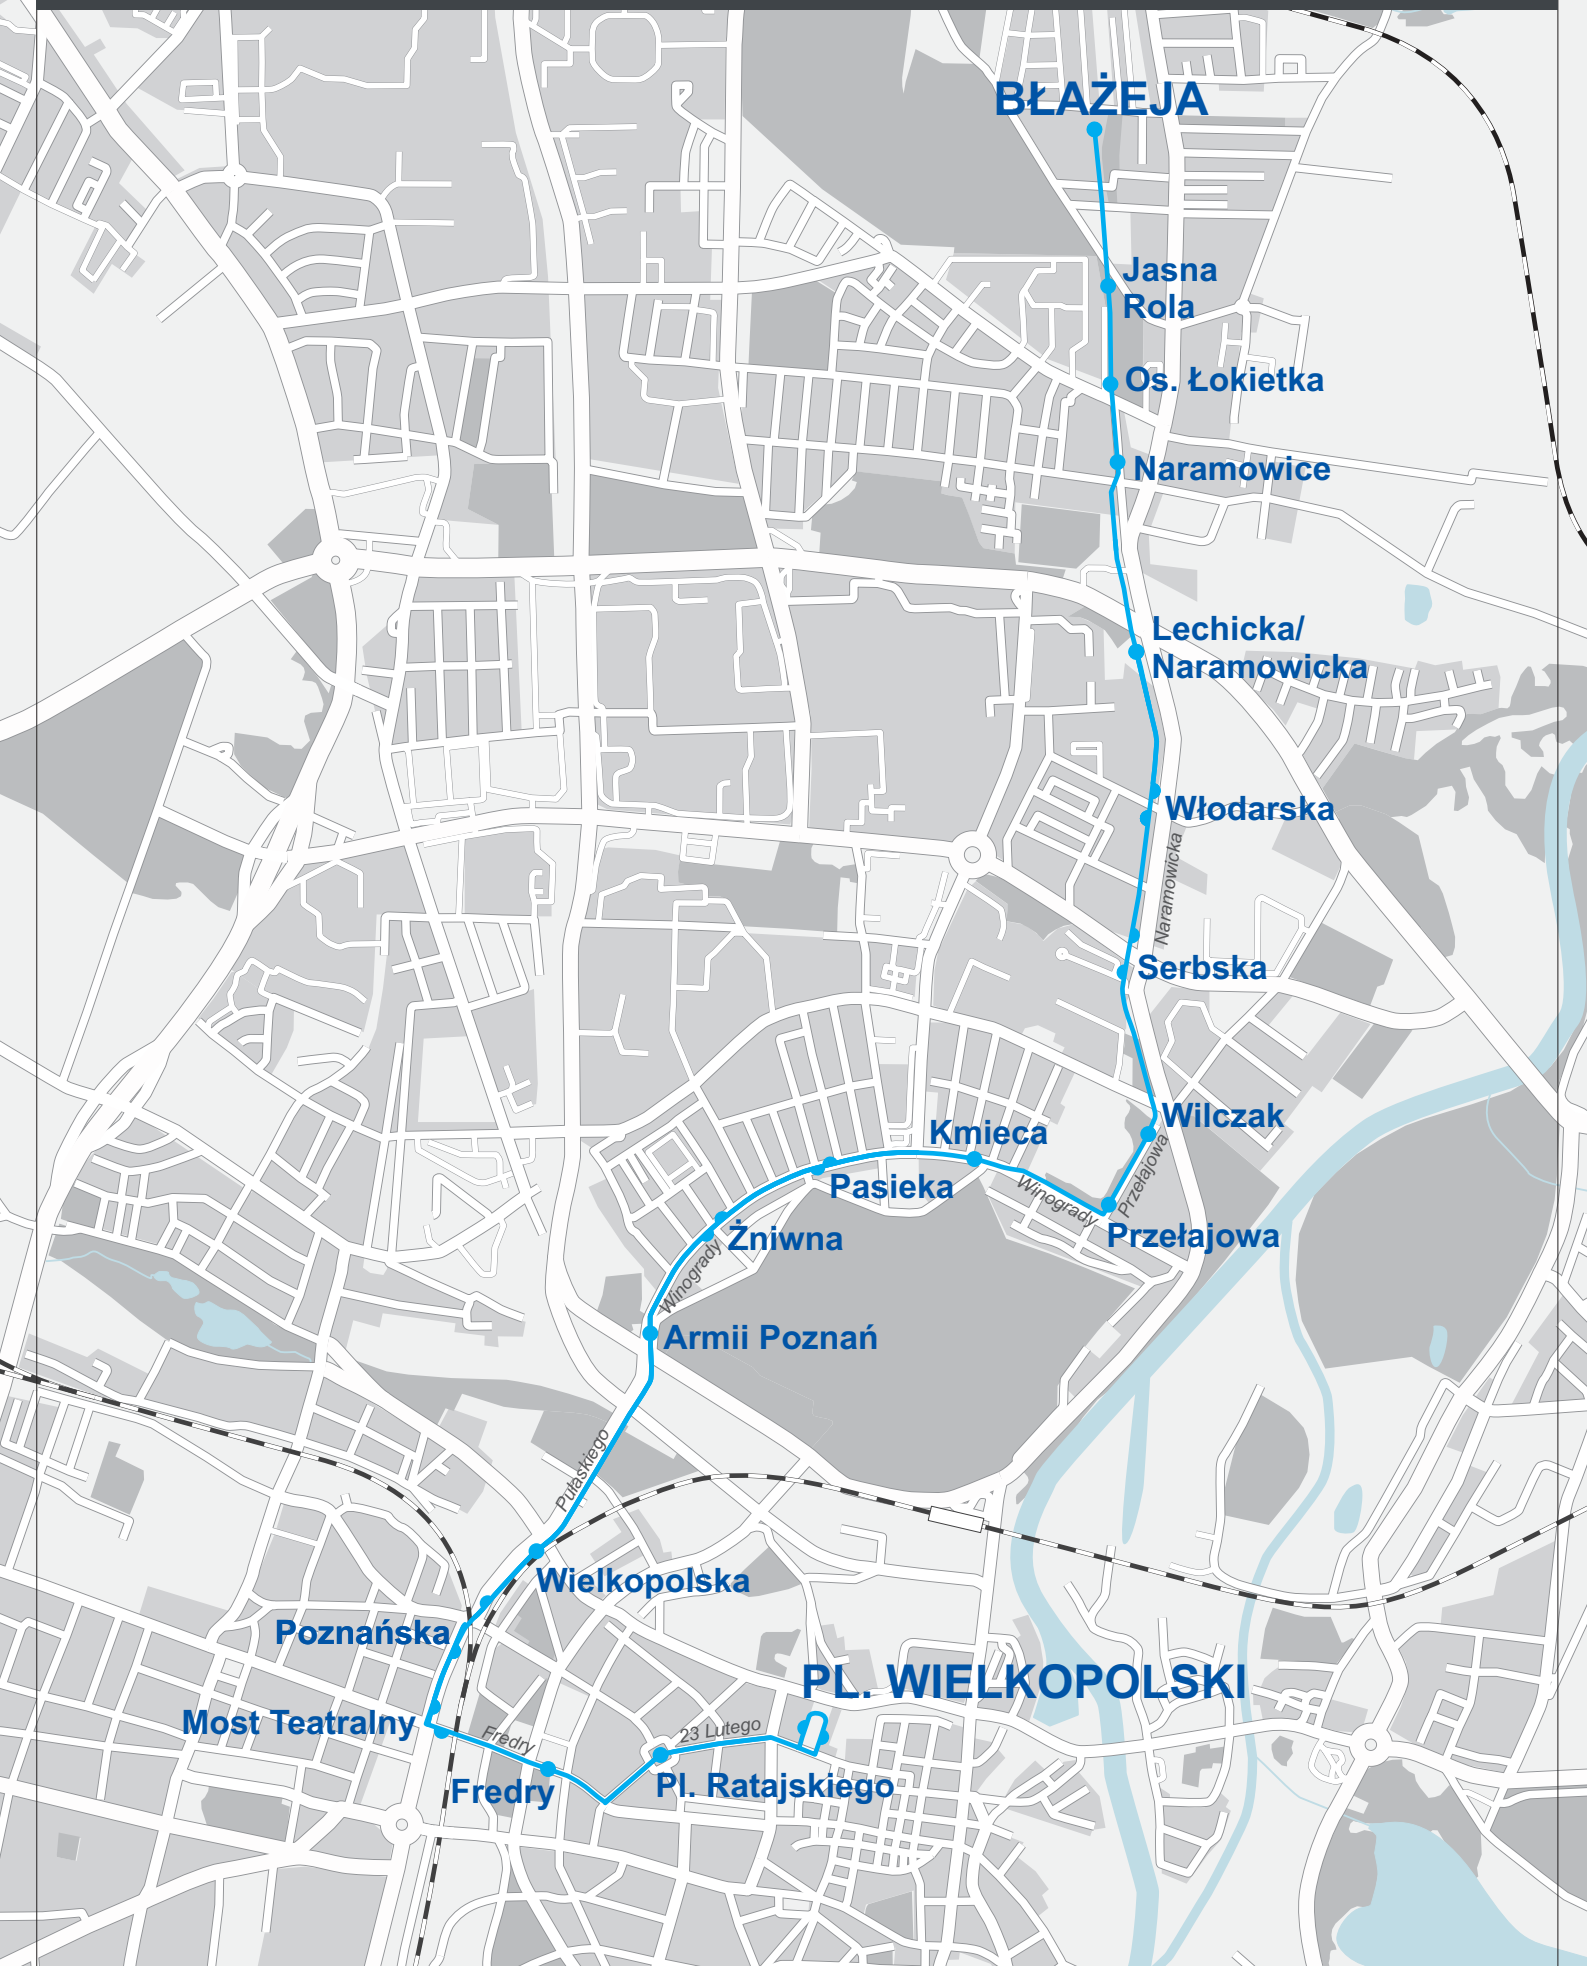 BŁAŻEJA
Jasna
Rola
Os. Łokietka
Naramowice
Lechicka/
Naramowicka
Włodarska
Naramowicka
Serbska
Wilczak
Kmieca
Przełajowa
Pasieka
Winogrady
Przełajowa
Żniwna
Winogrady
Armii Poznań
Pułaskiego
Wielkopolska
Poznańska
PL. WIELKOPOLSKI
Most Teatralny
Fredry
23 Lutego
Fredry
Pl. Ratajskiego